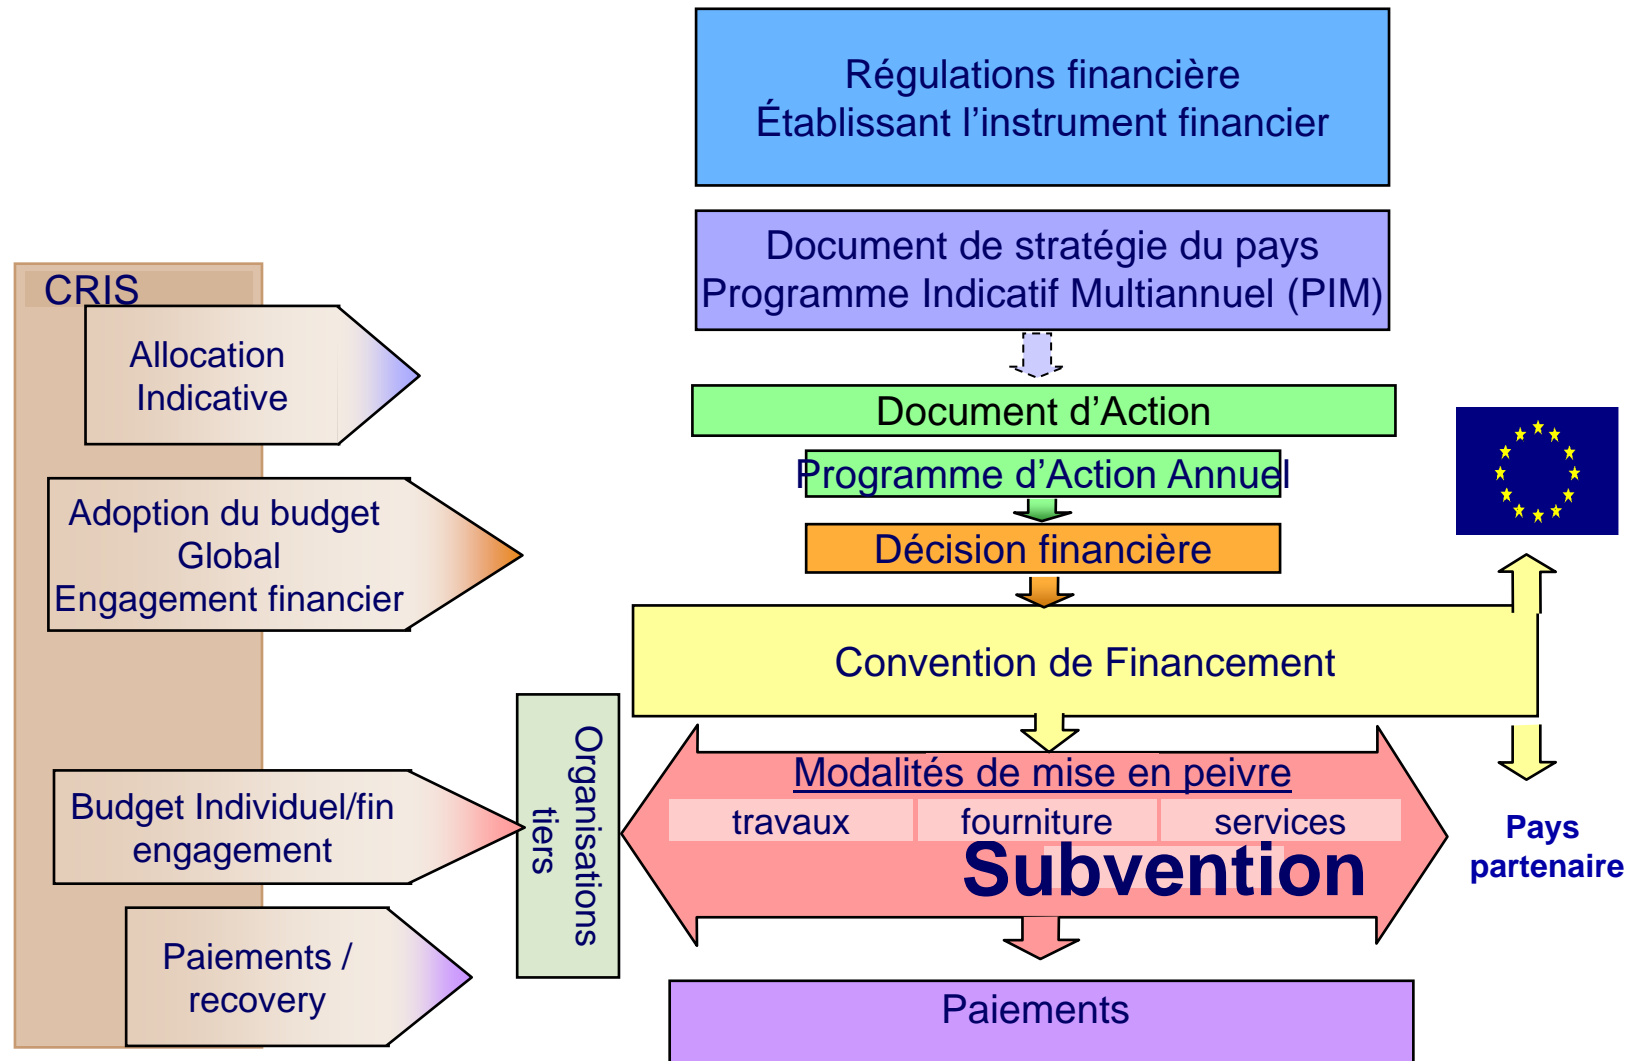 Régulations financière
Établissant l’instrument financier
Document de stratégie du pays
Programme Indicatif Multiannuel (PIM)
CRIS
Allocation
Indicative
Document d’Action
Programme d’Action Annuel
Adoption du budget
Global
Engagement financier
Décision financière
Convention de Financement
Organisations
tiers
Modalités de mise en peivre
travaux fourniture services
Subvention
Budget Individuel/fin
engagement
Pays
partenaire
Paiements /
recovery
Paiements